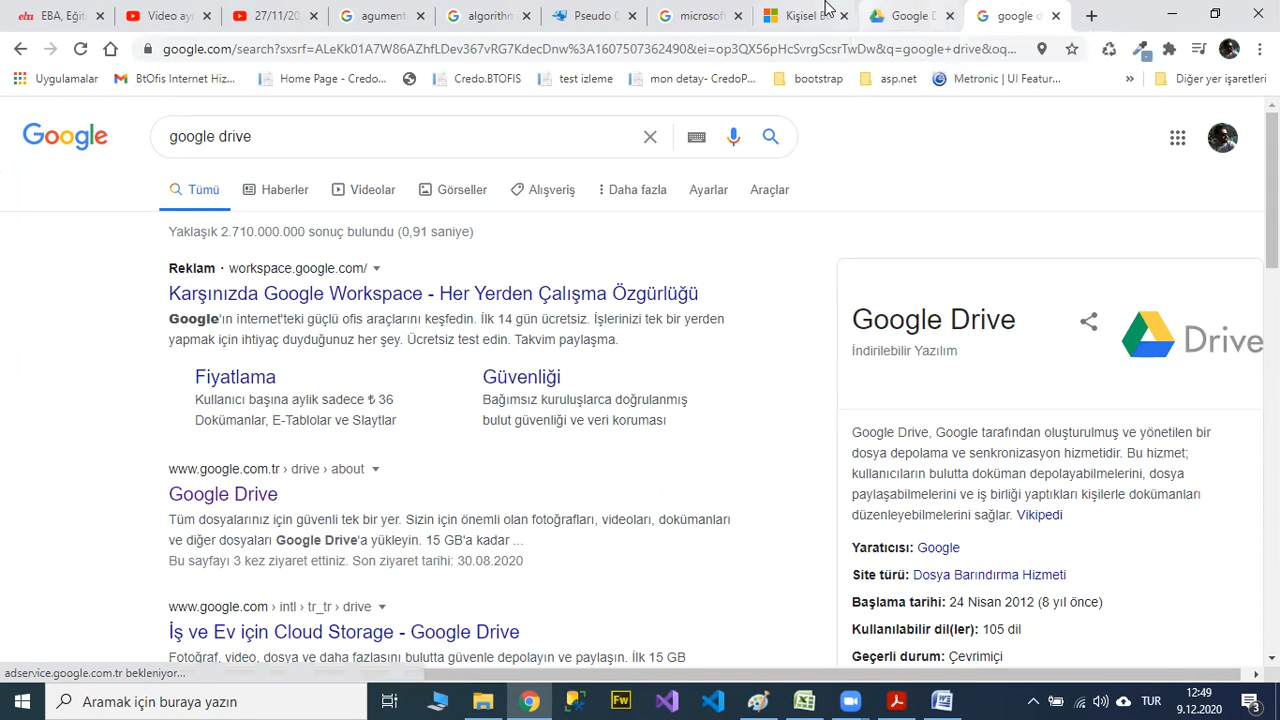 eba EBA, Eğiti
Video ayı
27/11/20
agument
algorithm
Pseudo C
microsoft
Kişisel B
Google D
google d
google.com/search?sxsrf=ALeKk01A7W86AZhfLDev367vRG7KdecDnw%3A1607507362490&ei=op3QX56pHcSvrgScsrTwDw&q=google+drive&oq...
Uygulamalar
BtOfis Internet Hiz...
Home Page - Credo...
Credo.BTOFIS
test izleme
mon detay- CredoP...
bootstrap
asp.net
Metronic | UI Featur...
»
Diğer yer işaretleri
Google
google drive
Tümü
Haberler
Videolar
Görseller
Alışveriş
Daha fazla
Ayarlar
Araçlar
Yaklaşık 2.710.000.000 sonuç bulundu (0,91 saniye)
Reklam · workspace.google.com/
Karşınızda Google Workspace - Her Yerden Çalışma Özgürlüğü
Google'ın internet'teki güçlü ofis araçlarını keşfedin. İlk 14 gün ücretsiz. İşlerinizi tek bir yerden
yapmak için ihtiyaç duyduğunuz her şey. Ücretsiz test edin. Takvim paylaşma.
Fiyatlama
Kullanıcı başına aylık sadece ₺ 36
Dokümanlar, E-Tablolar ve Slaytlar
Güvenliği
Bağımsız kuruluşlarca doğrulanmış
bulut güvenliği ve veri koruması
www.google.com.tr › drive › about
Google Drive
Tüm dosyalarınız için güvenli tek bir yer. Sizin için önemli olan fotoğrafları, videoları, dokümanları
ve diğer dosyaları Google Drive'a yükleyin. 15 GB'a kadar ...
Bu sayfayı 3 kez ziyaret ettiniz. Son ziyaret tarihi: 30.08.2020
www.google.com › intl › tr_tr › drive
İş ve Ev için Cloud Storage - Google Drive
Fotoğraf, video, dosya ve daha fazlasını bulutta güvenle depolayın ve paylaşın. İlk 15 GB
Google Drive
İndirilebilir Yazılım
Drive
Google Drive, Google tarafından oluşturulmuş ve yönetilen bir
dosya depolama ve senkronizasyon hizmetidir. Bu hizmet;
kullanıcıların bulutta doküman depolayabilmelerini, dosya
paylaşabilmelerini ve iş birliği yaptıkları kişilerle dokümanları
düzenleyebilmelerini sağlar. Vikipedi
Yaratıcısı: Google
Site türü: Dosya Barındırma Hizmeti
Başlama tarihi: 24 Nisan 2012 (8 yıl önce)
Kullanılabilir dil(ler): 105 dil
Geçerli durum: Çevrimiçi
adservice.google.com.tr bekleniyor...
Aramak için buraya yazın
Fw
TUR
12:49
9.12.2020
3